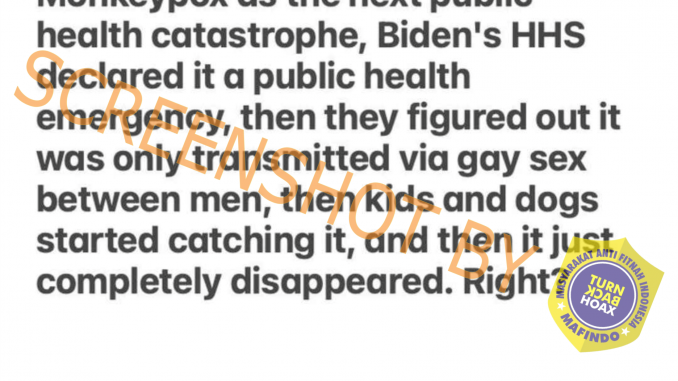 Monkeypox as the next public
health catastrophe, Biden's HHS
declared it a public health
emergency, then they figured out it
was only transmitted via gay sex
between men, then kids and dogs
started catching it, and then it just
completely disappeared. Right?
SCREENSHOT BY
MASYARAKAT ANTI FITNAH INDONESIA
TURN
BACK
HOAX
MAFINDO